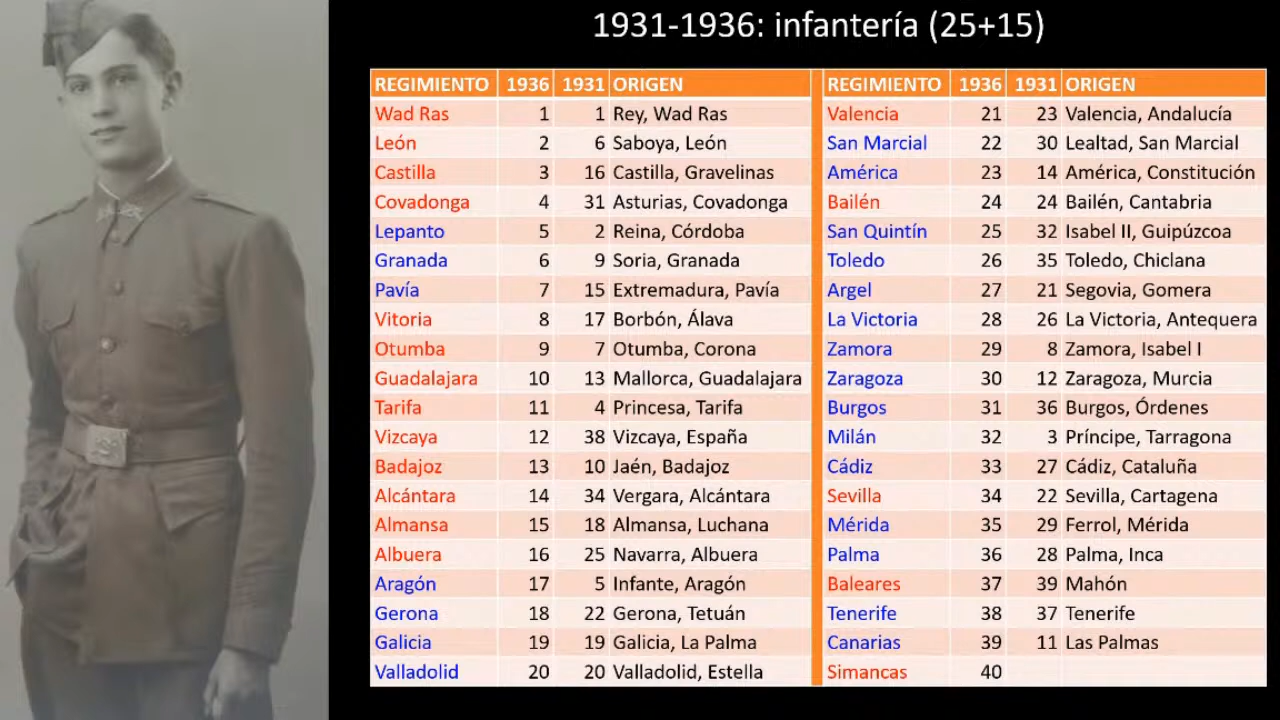 1931-1936: infantería (25+15)
REGIMIENTO 1936 1931 ORIGEN
Wad Ras 1 1 Rey, Wad Ras
León 2 6 Saboya, León
Castilla 3 16 Castilla, Gravelinas
Covadonga 4 31 Asturias, Covadonga
Lepanto 5 2 Reina, Córdoba
Granada 6 9 Soria, Granada
Pavía 7 15 Extremadura, Pavía
Vitoria 8 17 Borbón, Álava
Otumba 9 7 Otumba, Corona
Guadalajara 10 13 Mallorca, Guadalajara
Tarifa 11 4 Princesa, Tarifa
Vizcaya 12 38 Vizcaya, España
Badajoz 13 10 Jaén, Badajoz
Alcántara 14 34 Vergara, Alcántara
Almansa 15 18 Almansa, Luchana
Albuera 16 25 Navarra, Albuera
Aragón 17 5 Infante, Aragón
Gerona 18 22 Gerona, Tetuán
Galicia 19 19 Galicia, La Palma
Valladolid 20 20 Valladolid, Estella
REGIMIENTO 1936 1931 ORIGEN
Valencia 21 23 Valencia, Andalucía
San Marcial 22 30 Lealtad, San Marcial
América 23 14 América, Constitución
Bailén 24 24 Bailén, Cantabria
San Quintín 25 32 Isabel II, Guipúzcoa
Toledo 26 35 Toledo, Chiclana
Argel 27 21 Segovia, Gomera
La Victoria 28 26 La Victoria, Antequera
Zamora 29 8 Zamora, Isabel I
Zaragoza 30 12 Zaragoza, Murcia
Burgos 31 36 Burgos, Órdenes
Milán 32 3 Príncipe, Tarragona
Cádiz 33 27 Cádiz, Cataluña
Sevilla 34 22 Sevilla, Cartagena
Mérida 35 29 Ferrol, Mérida
Palma 36 28 Palma, Inca
Baleares 37 39 Mahón
Tenerife 38 37 Tenerife
Canarias 39 11 Las Palmas
Simancas 40